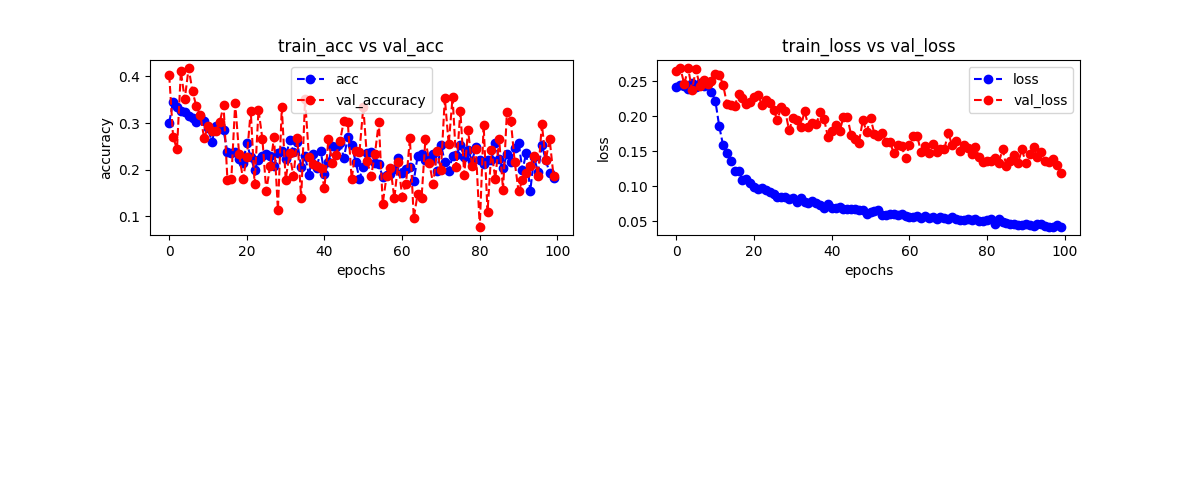 train_acc vs val_acc
acc
val_accuracy
accuracy
0.4
0.3
0.2
0.1
0 20 40 60 80 100
epochs
train_loss vs val_loss
loss
val_loss
loss
0.25
0.20
0.15
0.10
0.05
0 20 40 60 80 100
epochs